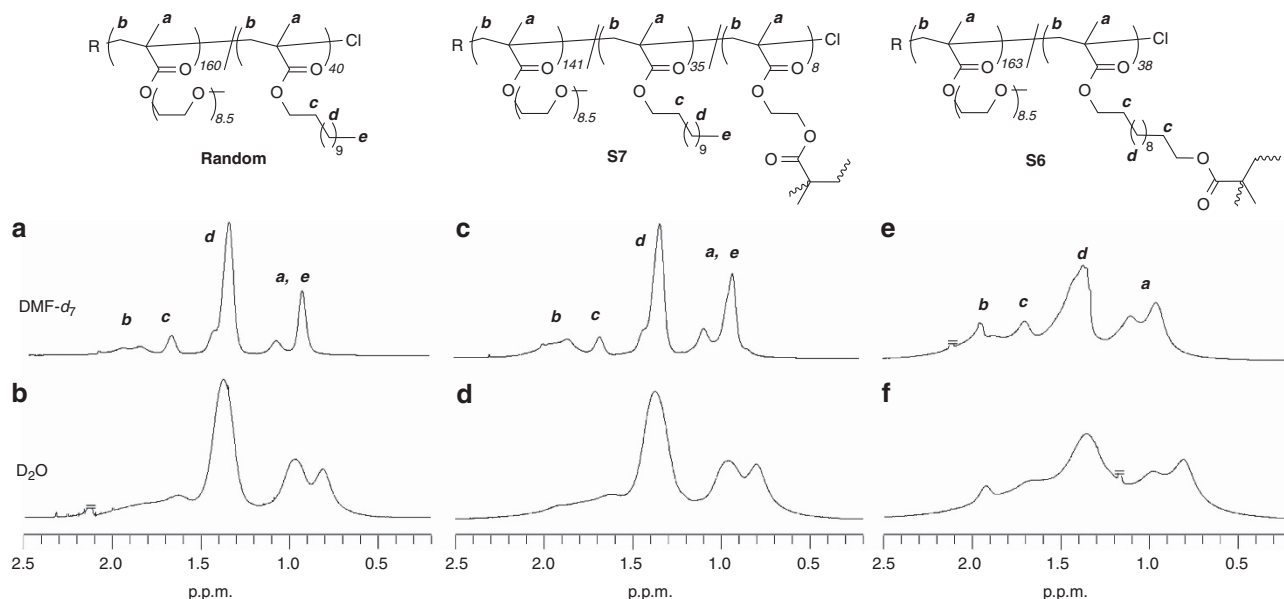 b a b a
R Cl
160 40
O O
O O
O c d
8.5 9 e
Random
b a b a b a
R Cl
141 35 8
O O O
O O O
O c d
8.5 9 e O
O
S7
b a b a
R Cl
163 38
O O
O O
O c c
8.5 8
d O
O
S6
a c e
d d d
a, e a, e a
b c b c b c
DMF-d7
b d f
D2O
2.5 2.0 1.5 1.0 0.5 2.5 2.0 1.5 1.0 0.5 2.5 2.0 1.5 1.0 0.5
p.p.m. p.p.m. p.p.m.